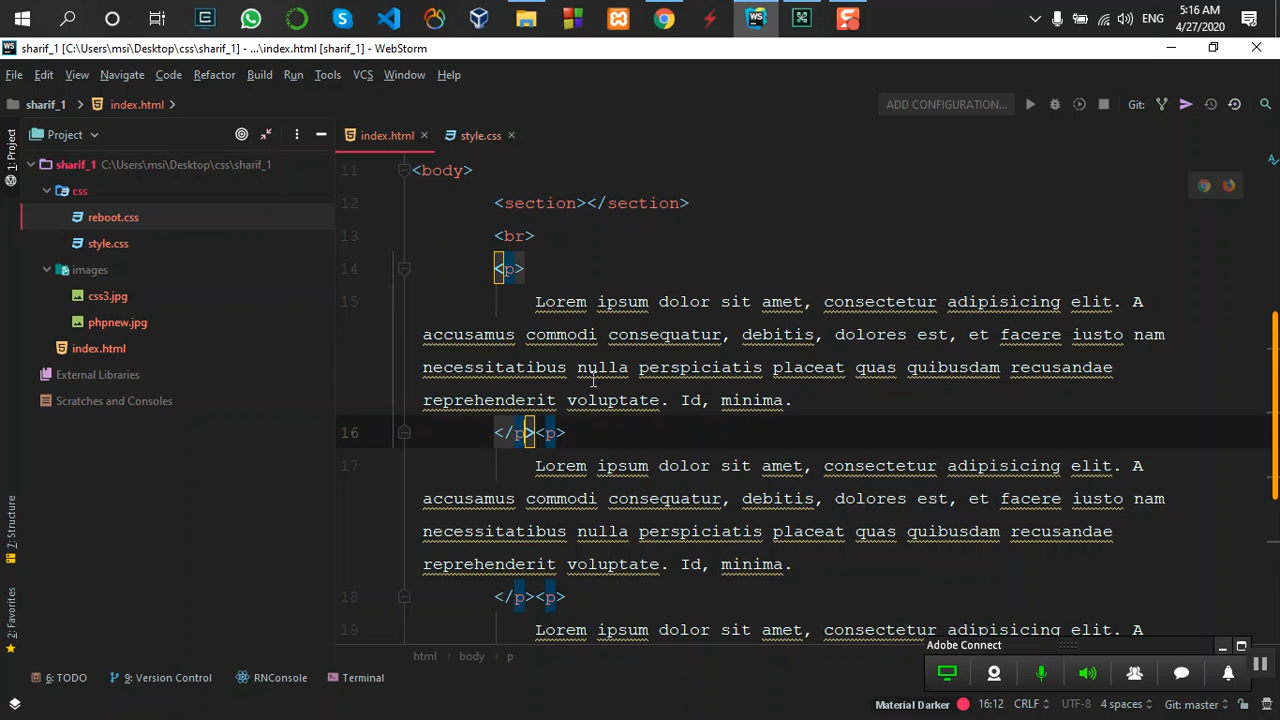 5:16 AM
ENG
4/27/2020
sharif_1 [C:\Users\msi\Desktop\css\sharif_1] - ...\index.html [sharif_1] - WebStorm
File Edit View Navigate Code Refactor Build Run Tools VCS Window Help
sharif_1 index.html ADD CONFIGURATION... Git:
Project index.html style.css
1: Project
sharif_1 C:\Users\msi\Desktop\css\sharif_1
css
reboot.css
style.css
images
css3.jpg
phpnew.jpg
index.html
External Libraries
Scratches and Consoles
7: Structure
2: Favorites
11 <body>
12 <section></section>
13 <br>
14 <p>
15 Lorem ipsum dolor sit amet, consectetur adipisicing elit. A
accusamus commodi consequatur, debitis, dolores est, et facere iusto nam
necessitatibus nulla perspiciatis placeat quas quibusdam recusandae
reprehenderit voluptate. Id, minima.
16 </p><p>
17 Lorem ipsum dolor sit amet, consectetur adipisicing elit. A
accusamus commodi consequatur, debitis, dolores est, et facere iusto nam
necessitatibus nulla perspiciatis placeat quas quibusdam recusandae
reprehenderit voluptate. Id, minima.
18 </p><p>
19 Lorem ipsum dolor sit amet, consectetur adipisicing elit. A
Adobe Connect
html body p
6: TODO 9: Version Control RNConsole Terminal
Material Darker 16:12 CRLF UTF-8 4 spaces Git: master